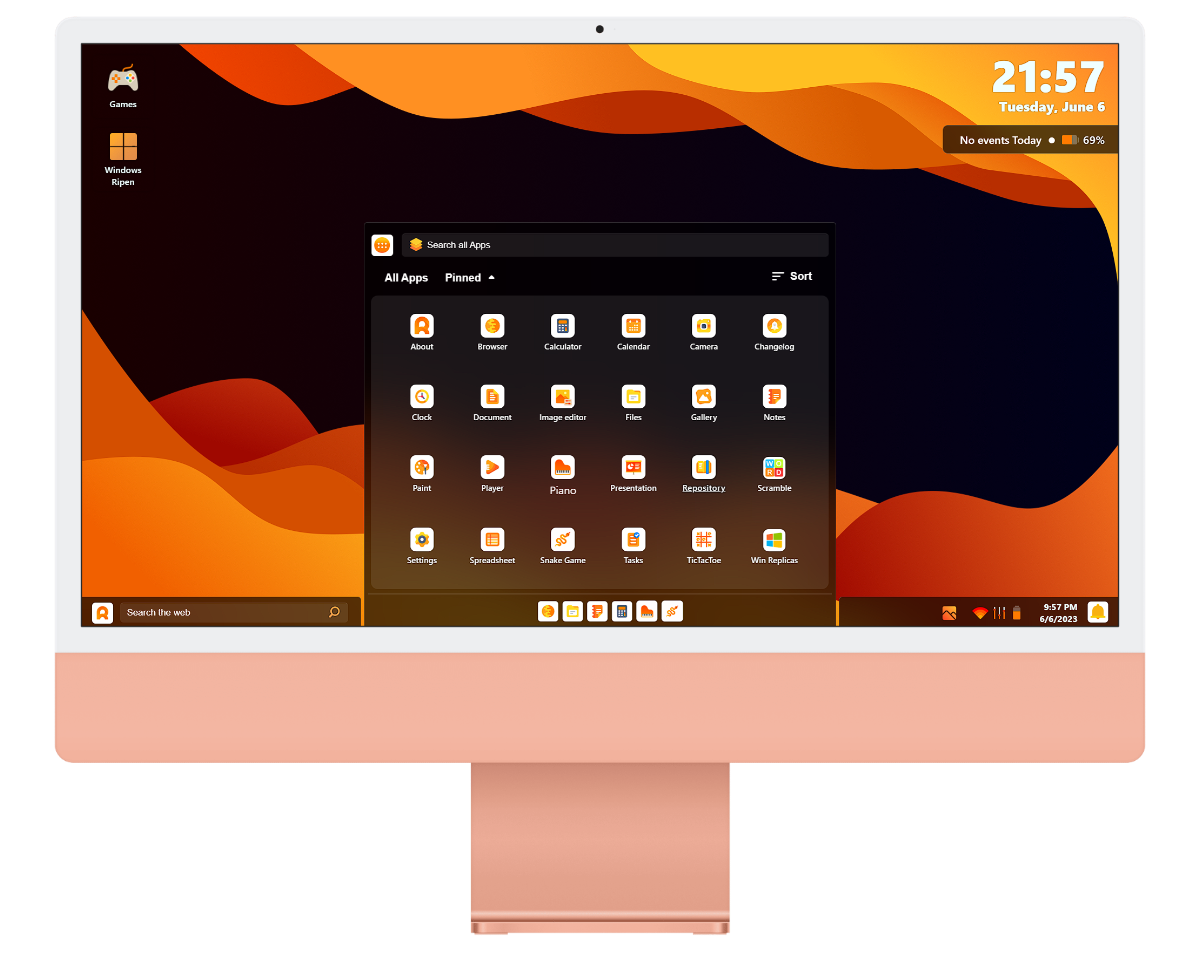 Games
Windows
Ripen
21:57
Tuesday, June 6
No events Today
69%
Search all Apps
All Apps
Pinned
Sort
About
Browser
Calculator
Calendar
Camera
Changelog
Clock
Document
Image editor
Files
Gallery
Notes
Paint
Player
Piano
Presentation
Repository
WO
RD
Scramble
Settings
Spreadsheet
Snake Game
Tasks
TicTacToe
Win Replicas
Search the web
9:57 PM
6/6/2023